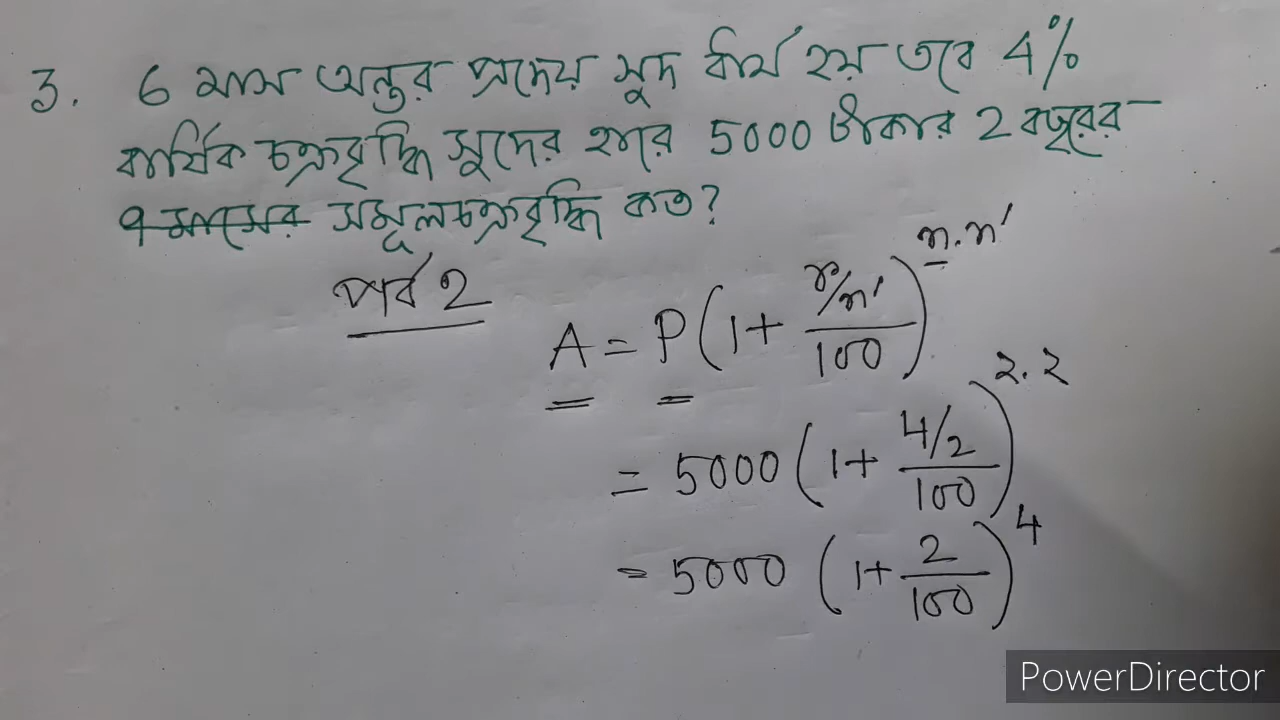 3. 6 মাস অন্তর প্রদেয় সুদ ধার্য হয় তবে 4%
বার্ষিক চক্রবৃদ্ধি সুদের হারে 5000 টাকার 2 বছরের
৭ মাসের সমূলচক্রবৃদ্ধি কত?
পর্ব 2
A = P(1 + r/n'/100)^n.n'
= 5000 (1 + 4/2/100)^2.2
= 5000 (1 + 2/100)^4
PowerDirector